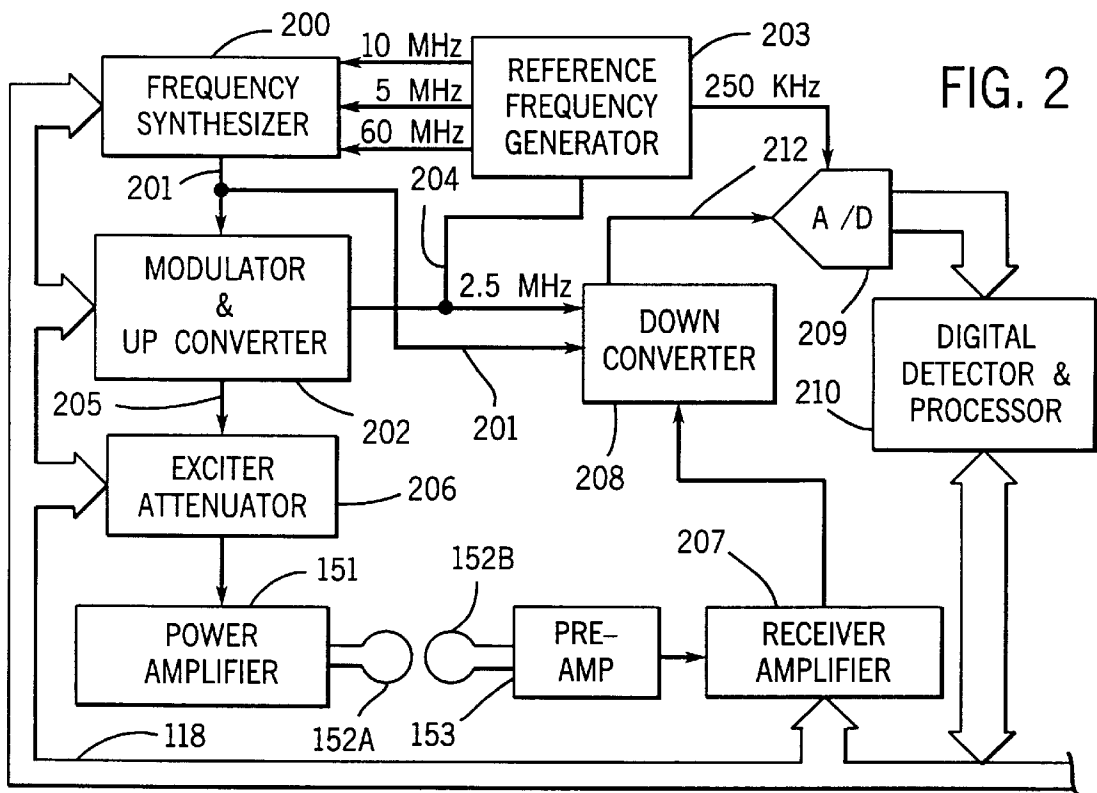 200
10 MHz
203
FREQUENCY
SYNTHESIZER
5 MHz
REFERENCE
FREQUENCY
GENERATOR
250 KHz
FIG. 2
60 MHz
201
204
212
A /D
MODULATOR
&
UP CONVERTER
2.5 MHz
DOWN
CONVERTER
209
DIGITAL
DETECTOR &
PROCESSOR
210
205
202
201
208
EXCITER
ATTENUATOR
206
151
152B
207
POWER
AMPLIFIER
PRE–
AMP
RECEIVER
AMPLIFIER
118
152A
153